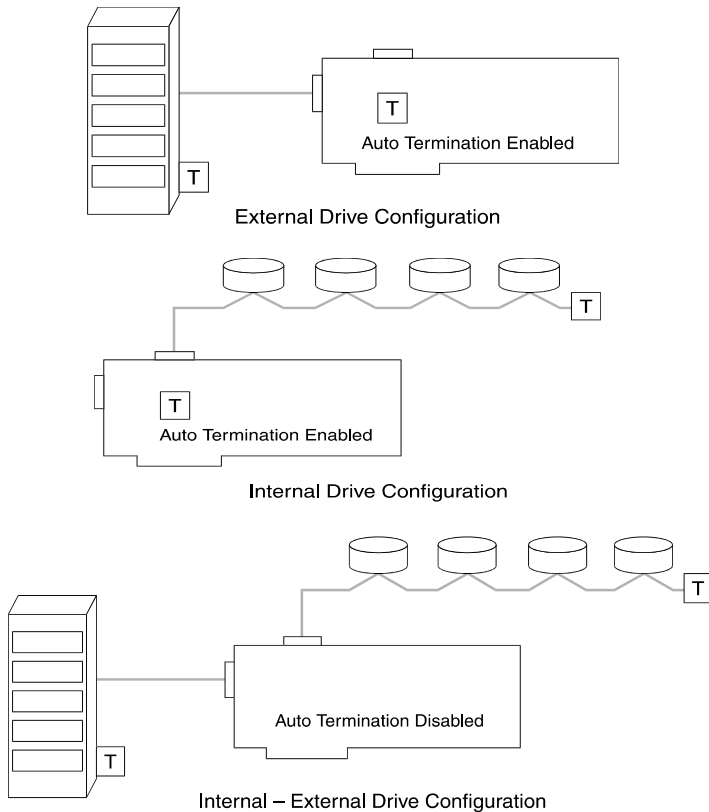 T
Auto Termination Enabled
T
External Drive Configuration
T
T
Auto Termination Enabled
Internal Drive Configuration
T
Auto Termination Disabled
T
Internal – External Drive Configuration